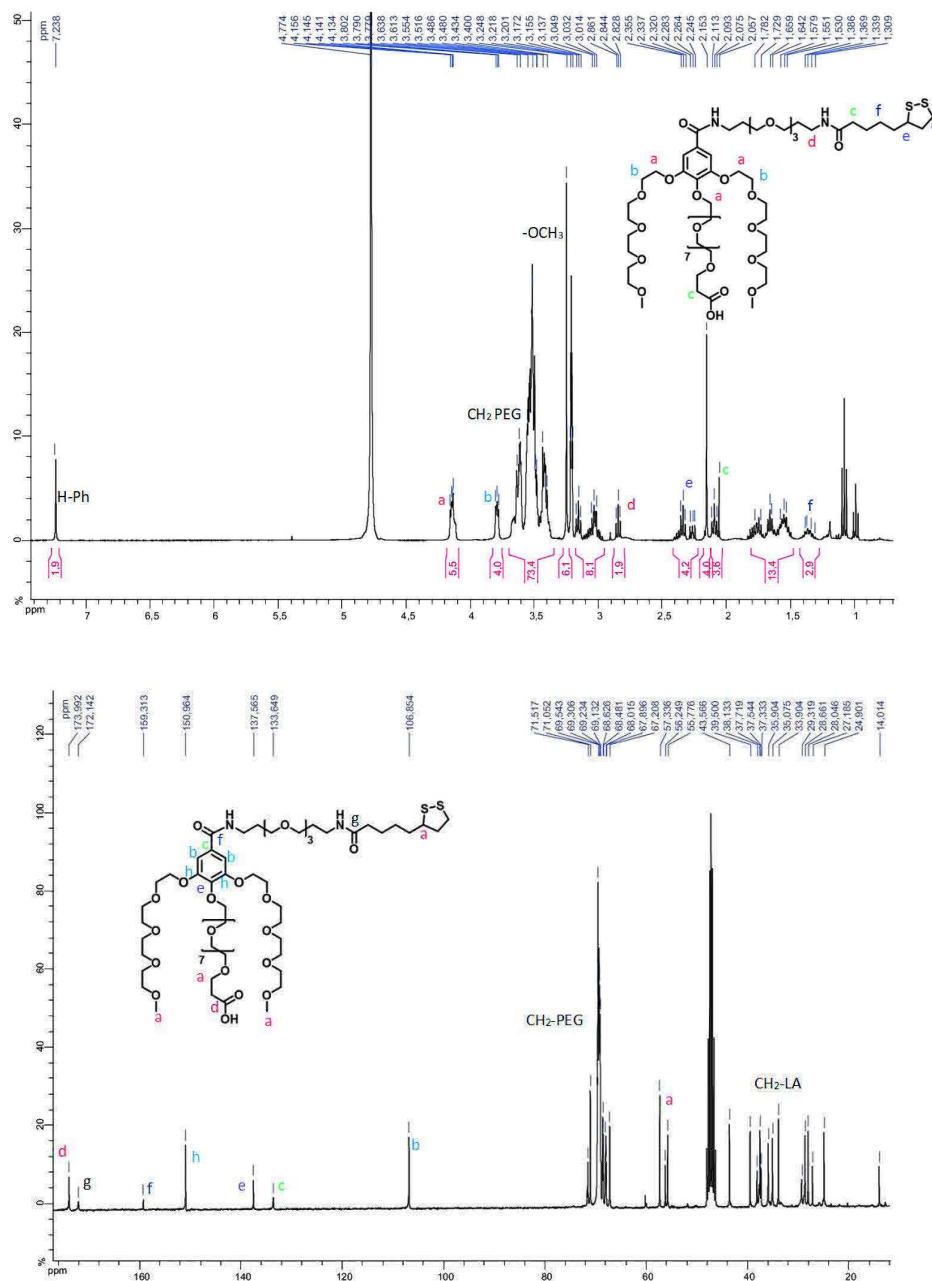 ppm
7,238
4,774
4,156
4,145
4,141
4,134
3,802
3,790
3,779
3,638
3,613
3,554
3,516
3,486
3,480
3,434
3,400
3,248
3,218
3,201
3,172
3,155
3,137
3,049
3,032
3,014
2,861
2,844
2,828
2,355
2,337
2,320
2,283
2,264
2,245
2,153
2,113
2,093
2,075
2,057
1,782
1,729
1,659
1,642
1,579
1,551
1,530
1,386
1,369
1,339
1,309
50
40
30
20
10
0
%
O
N
H
O
3
H
N
O
c
f
S
S
e
d
a
a
b
b
O
O
O
a
O
O
O
O
O
O
O
O
7
O
c
O
OH
-OCH3
CH2 PEG
H-Ph
a
b
d
e
c
f
1,9
5,5
4,0
73,4
6,1
8,1
1,9
4,2
4,0
3,6
13,4
2,9
ppm
7
6,5
6
5,5
5
4,5
4
3,5
3
2,5
2
1,5
1
ppm
173,992
172,142
159,313
150,964
137,565
133,649
106,854
71,517
71,052
69,543
69,306
69,234
69,132
68,626
68,481
68,015
67,896
67,208
57,336
56,249
55,776
43,566
39,500
38,133
37,719
37,544
37,333
35,904
35,075
33,904
29,319
28,661
28,046
27,185
24,901
14,014
120
100
80
60
40
20
0
%
O
H
N
O
3
H
N
g
O
S
S
a
c
f
b
b
h
h
e
O
O
O
O
O
O
O
O
O
O
O
7
O
a
d
O
OH
a
a
CH2-PEG
CH2-LA
a
d
g
f
h
e
c
b
ppm
160
140
120
100
80
60
40
20